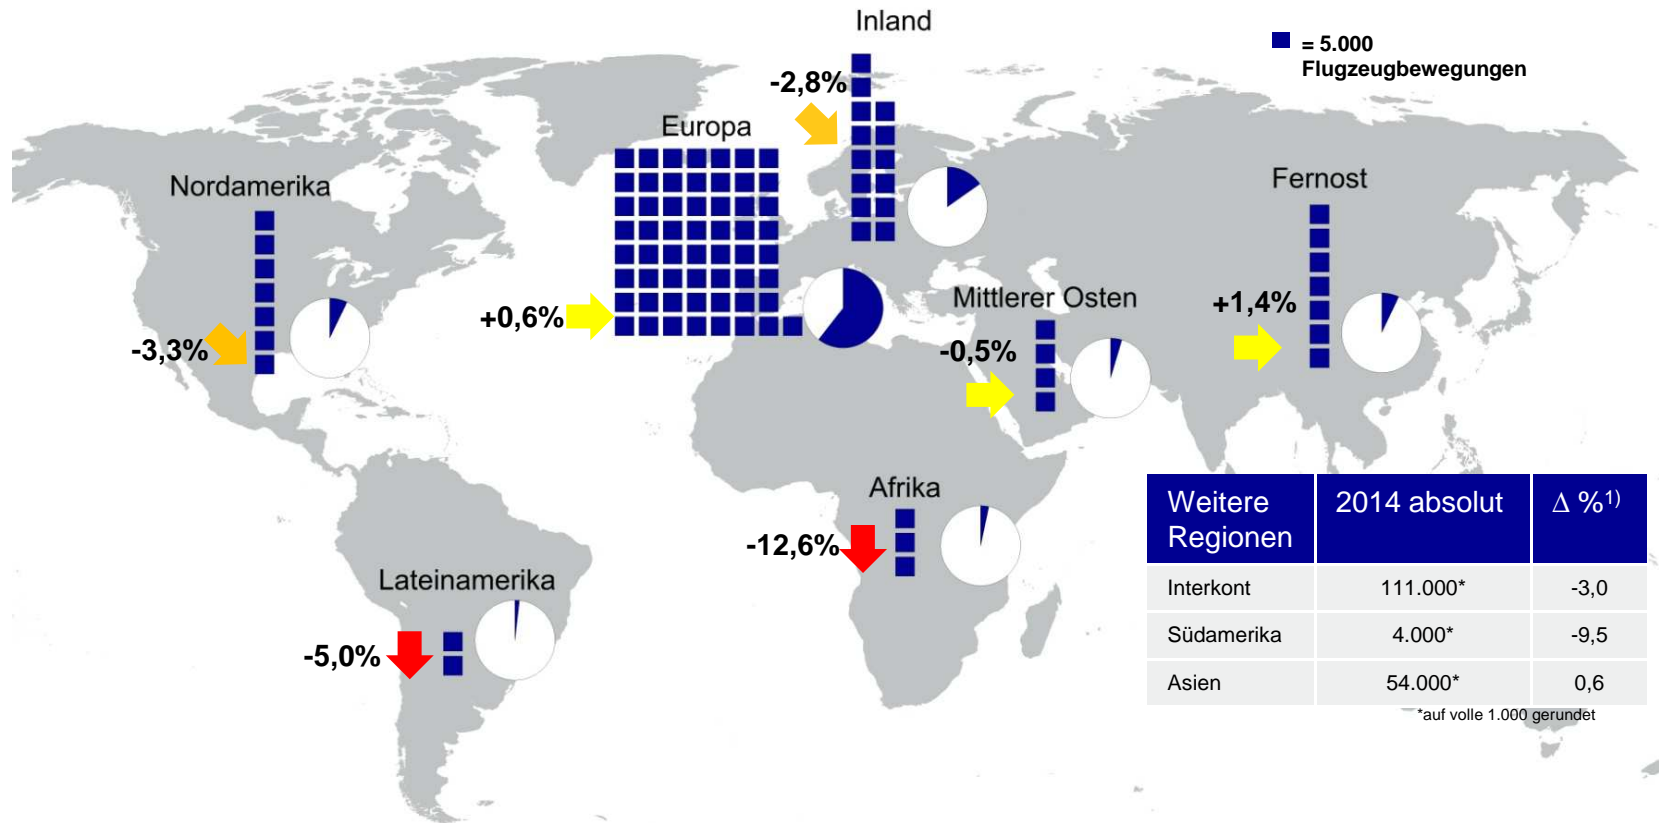 Inland
= 5.000
Flugzeugbewegungen
-2,8%
Europa
Nordamerika
Fernost
Mittlerer Osten
+1,4%
+0,6%
-3,3%
-0,5%
Afrika
-12,6%
Lateinamerika
-5,0%
Weitere Regionen 2014 absolut Δ %1)
Interkont 111.000* -3,0
Südamerika 4.000* -9,5
Asien 54.000* 0,6
*auf volle 1.000 gerundet